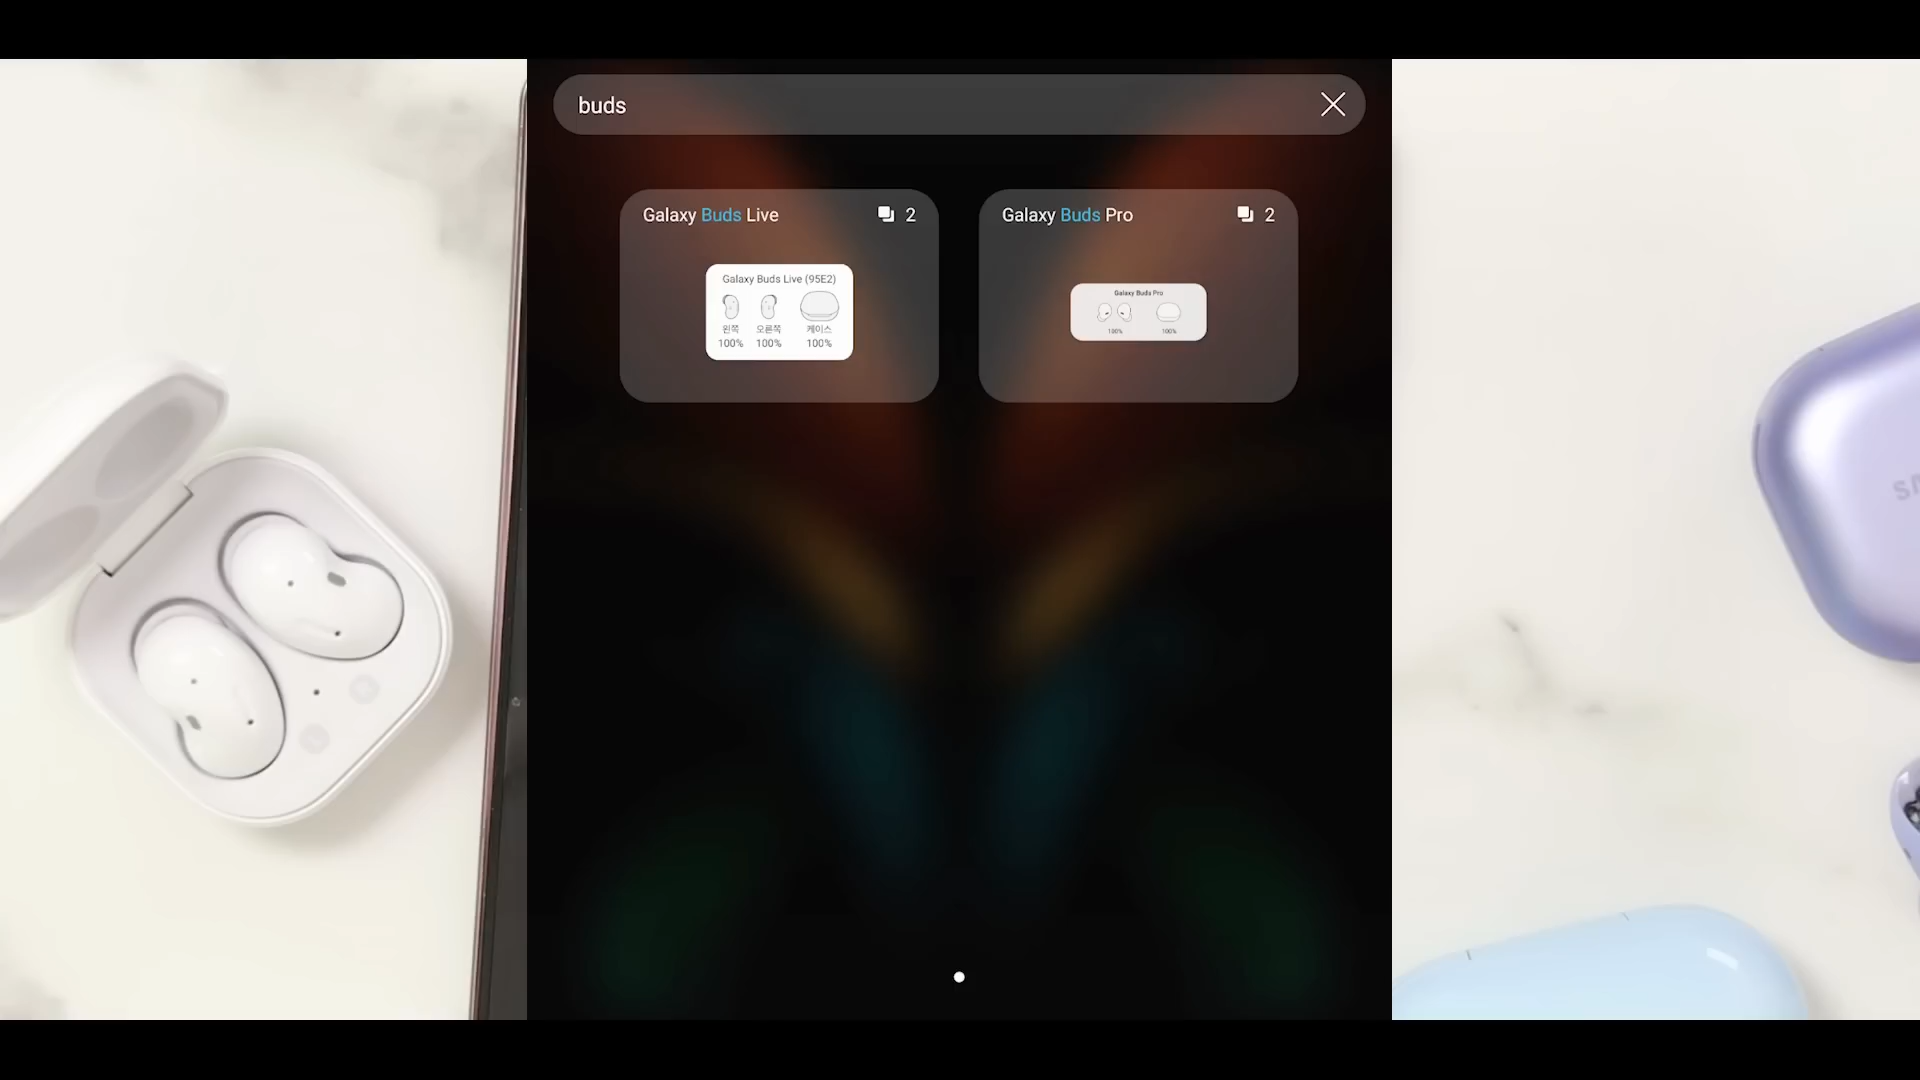 buds
Galaxy Buds Live
2
Galaxy Buds Live (95E2)
왼쪽 오른쪽 케이스
100% 100% 100%
Galaxy Buds Pro
2
Galaxy Buds Pro
100% 100%